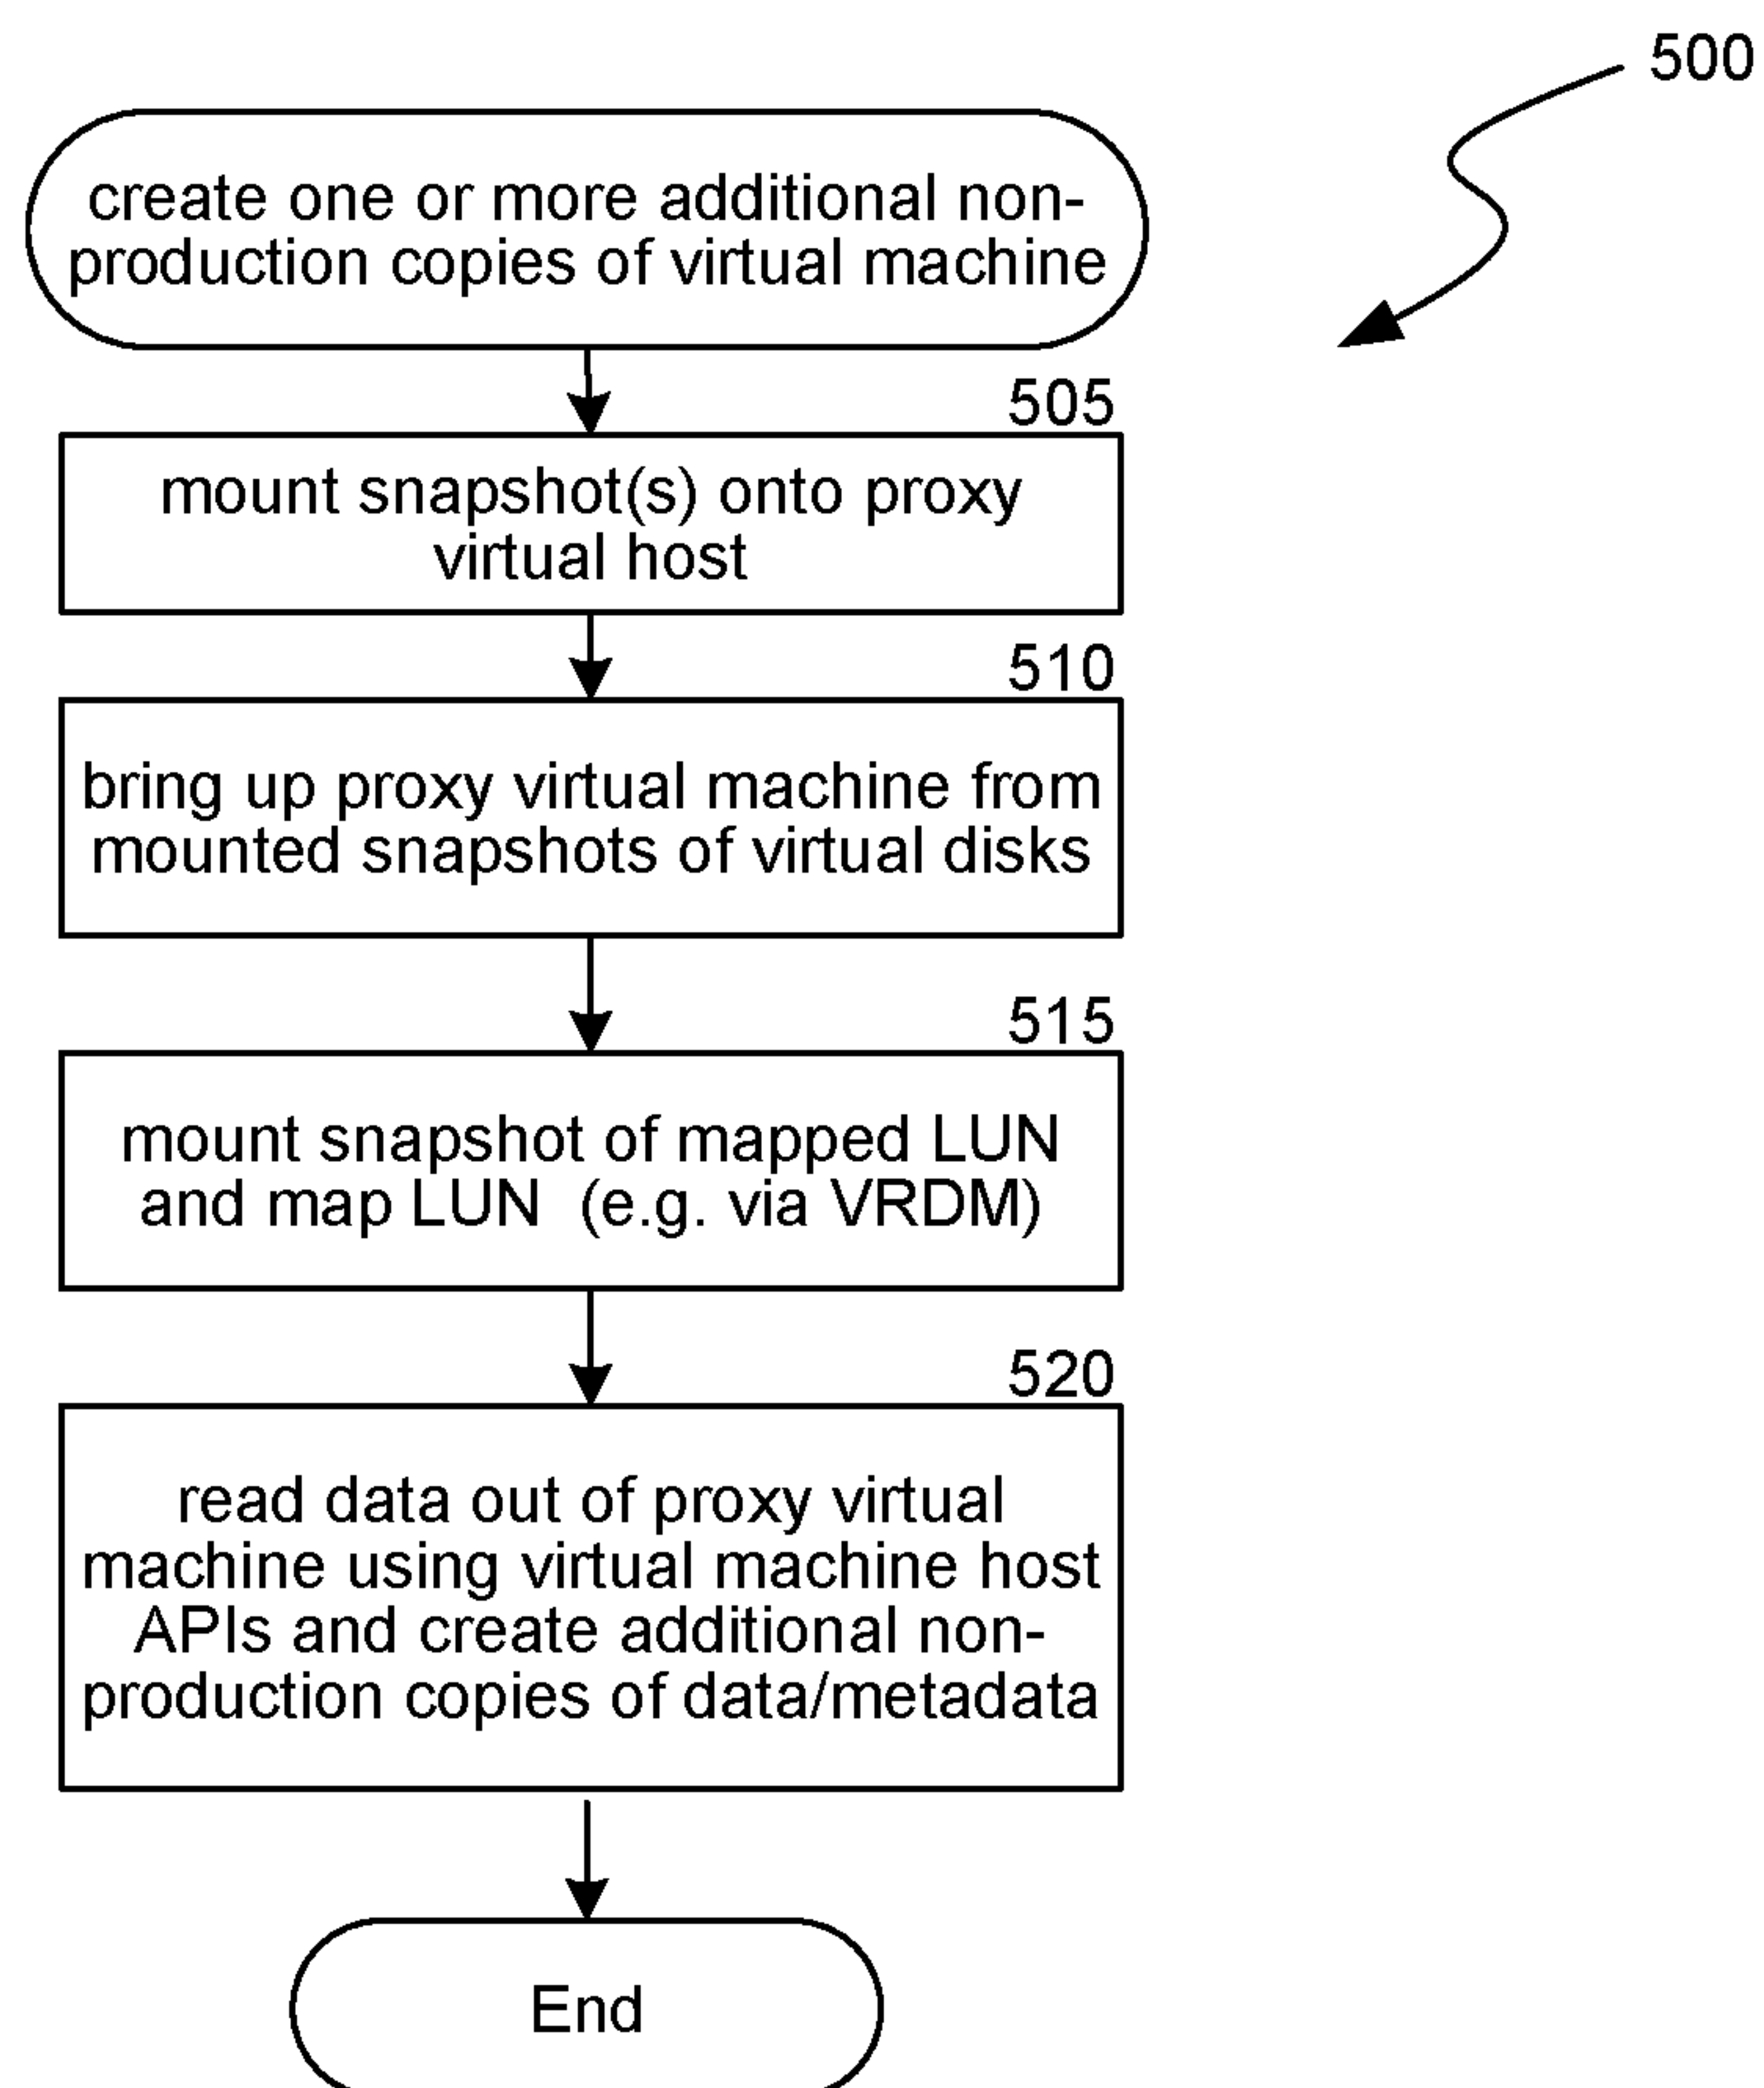 500
create one or more additional non-
production copies of virtual machine
505
mount snapshot(s) onto proxy
virtual host
510
bring up proxy virtual machine from
mounted snapshots of virtual disks
515
mount snapshot of mapped LUN
and map LUN  (e.g. via VRDM)
520
read data out of proxy virtual
machine using virtual machine host
APIs and create additional non-
production copies of data/metadata
End